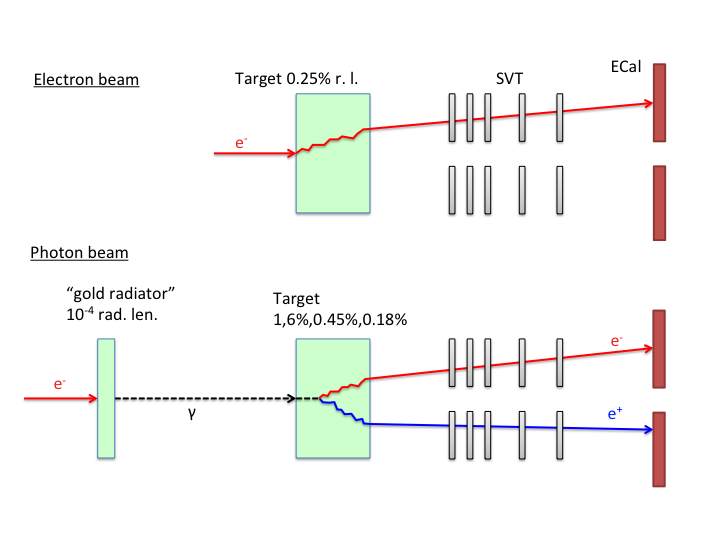 Electron beam
Target 0.25% r. l.
SVT
ECal
e-
Photon beam
“gold radiator”
10-4 rad. len.
Target
1,6%,0.45%,0.18%
e-
e-
γ
e+